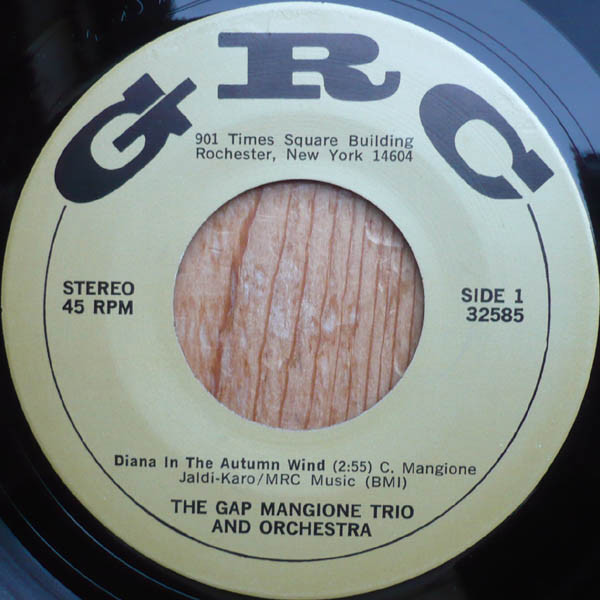 GRC
901 Times Square Building
Rochester, New York 14604
STEREO
45 RPM
SIDE 1
32585
Diana In The Autumn Wind (2:55) C. Mangione
Jaldi-Karo/MRC Music (BMI)
THE GAP MANGIONE TRIO
AND ORCHESTRA